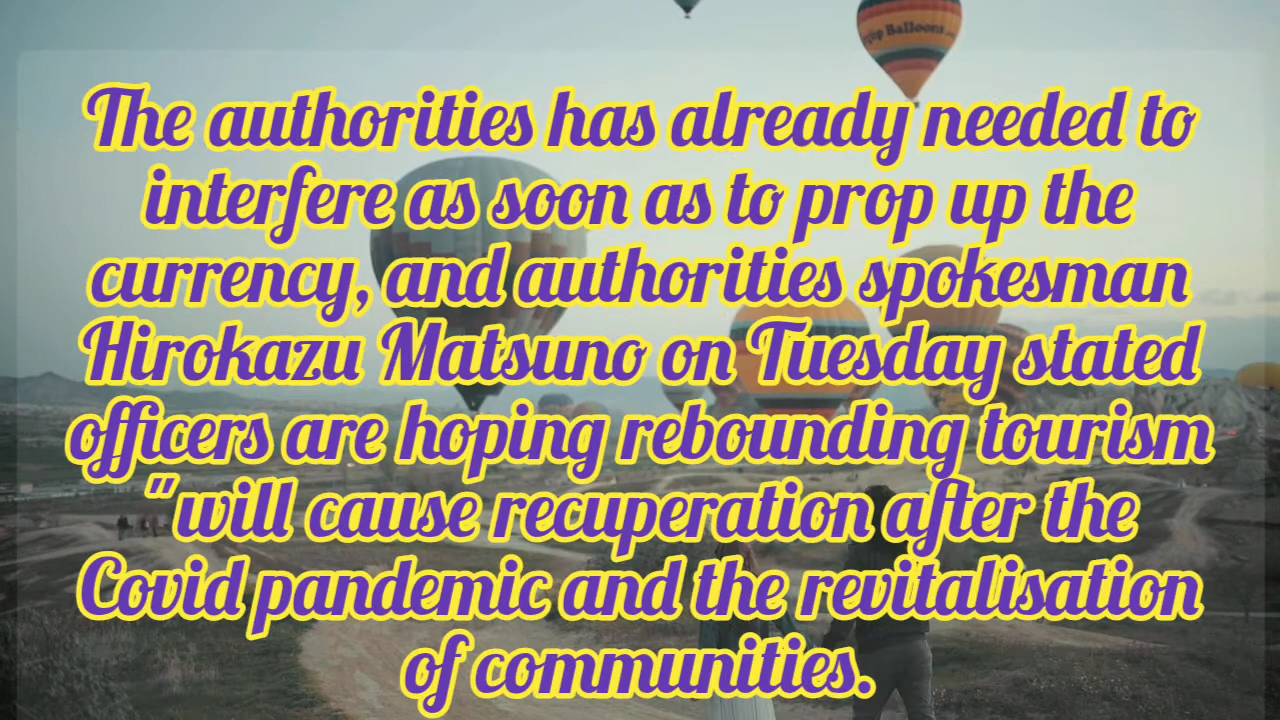 The authorities has already needed to
interfere as soon as to prop up the
currency, and authorities spokesman
Hirokazu Matsuno on Tuesday stated
officers are hoping rebounding tourism
"will cause recuperation after the
Covid pandemic and the revitalisation
of communities.
Balloons